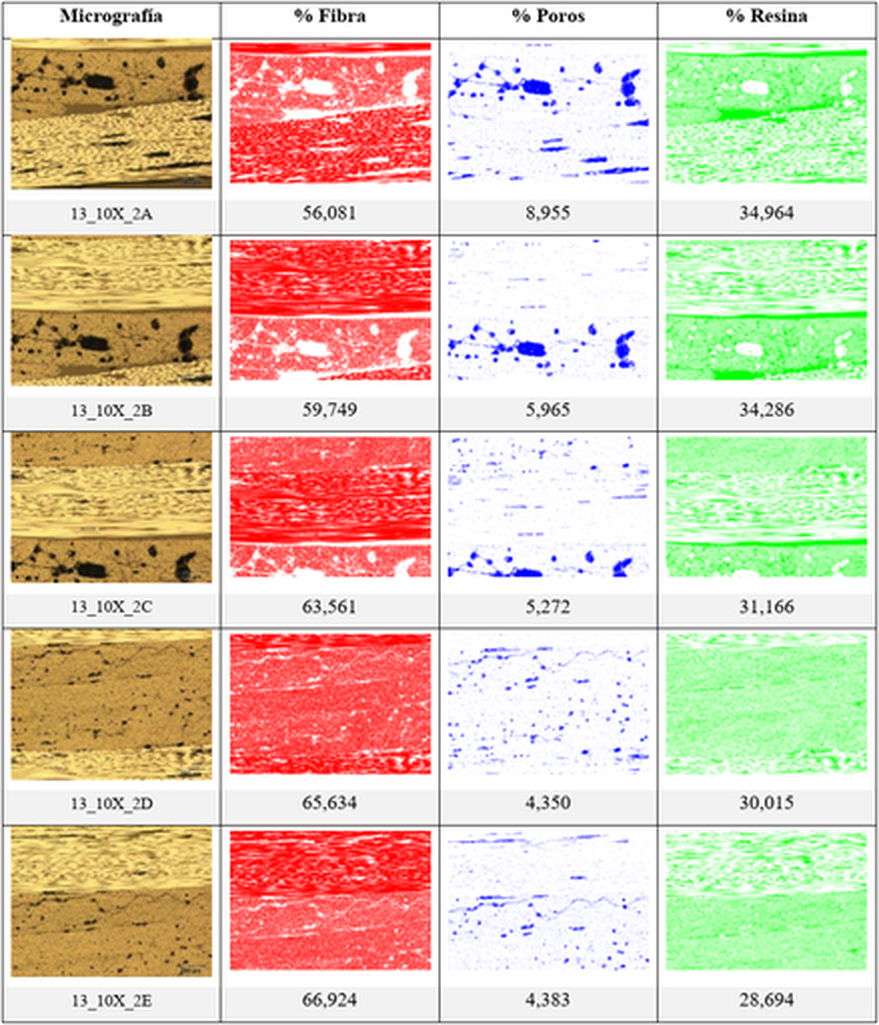 Micrografía % Fibra % Poros % Resina
13_10X_2A 56,081 8,955 34,964
13_10X_2B 59,749 5,965 34,286
13_10X_2C 63,561 5,272 31,166
13_10X_2D 65,634 4,350 30,015
13_10X_2E 66,924 4,383 28,694